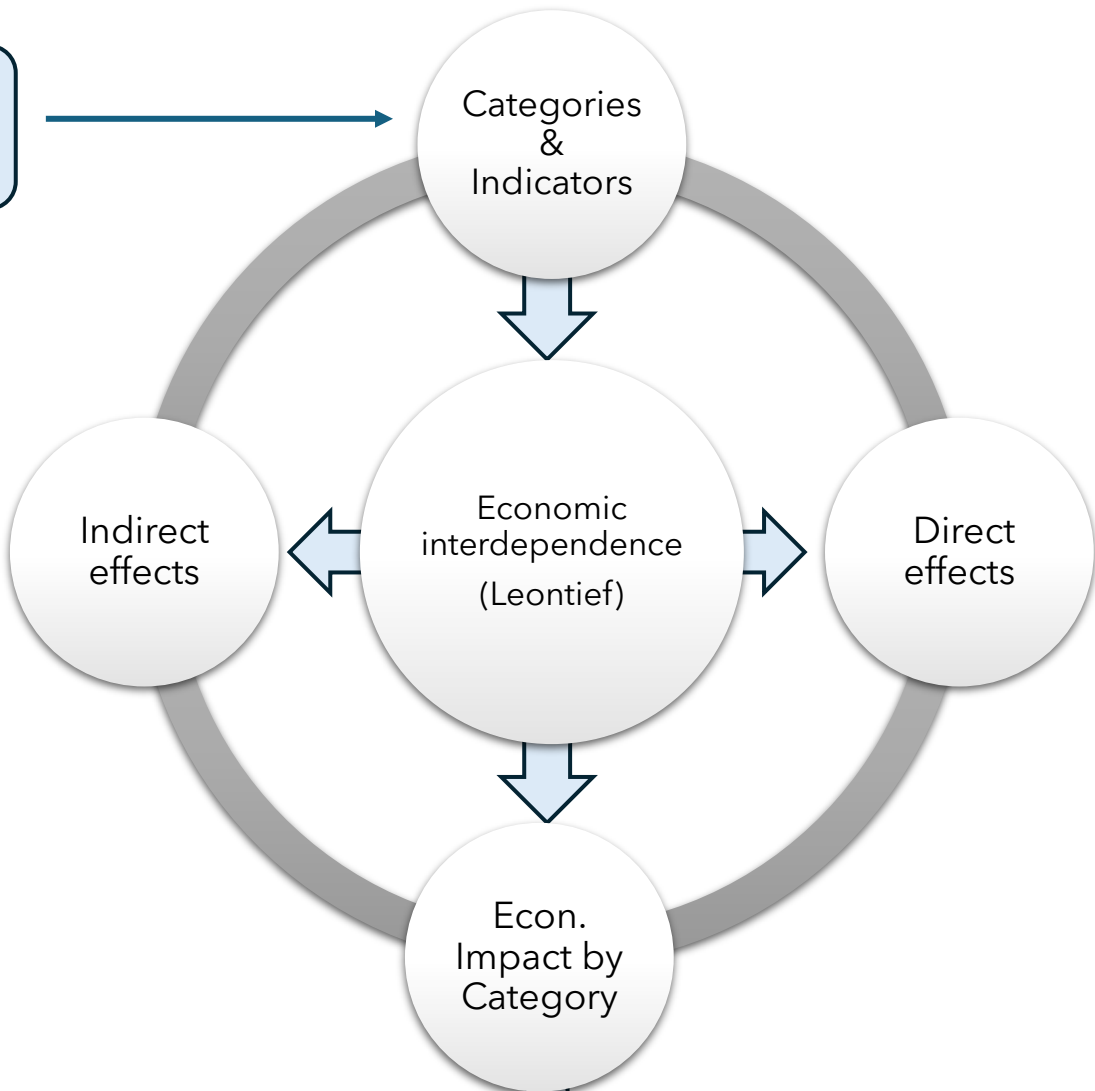 Categories
&
Indicators
Economic
interdependence
(Leontief)
Indirect
effects
Direct
effects
Econ.
Impact by
Category